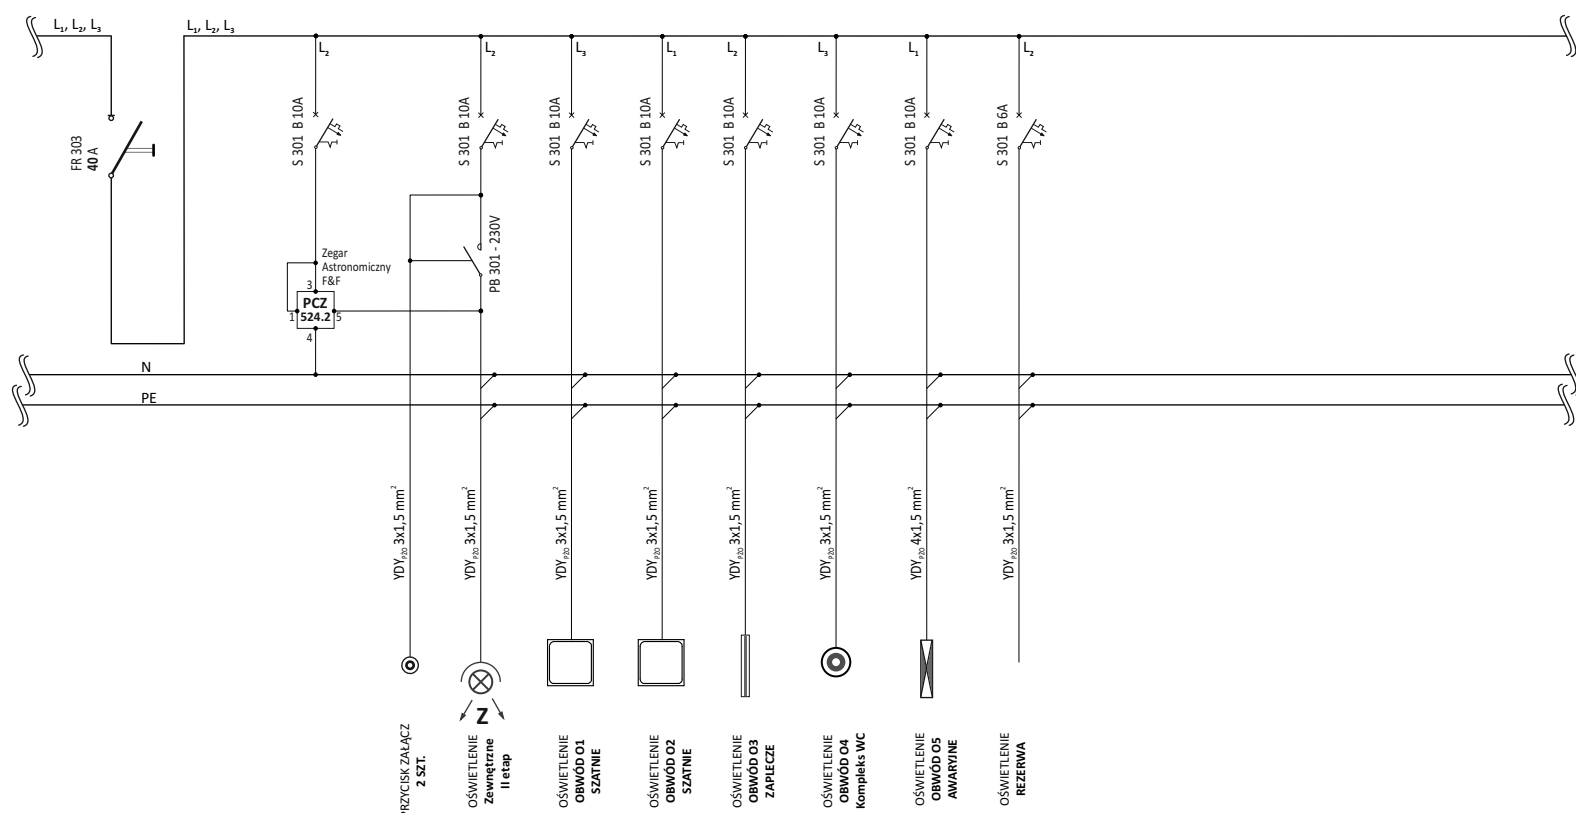 L₁, L₂, L₃
L₁, L₂, L₃
L₂
L₂
L₃
L₁
L₂
L₃
L₁
L₂
FR 303
40 A
S 301 B 10A
S 301 B 10A
S 301 B 10A
S 301 B 10A
S 301 B 10A
S 301 B 10A
S 301 B 10A
S 301 B 6A
PB 301 - 230V
Zegar
Astronomiczny
F&F
3
PCZ
1 524.2 5
4
N
PE
YDYp20 3x1,5 mm²
YDYp20 3x1,5 mm²
YDYp20 3x1,5 mm²
YDYp20 3x1,5 mm²
YDYp20 3x1,5 mm²
YDYp20 3x1,5 mm²
YDYp20 4x1,5 mm²
YDYp20 3x1,5 mm²
Z
PRZYCISK ZAŁĄCZ
2 SZT.
OŚWIETLENIE
Zewnętrzne
II etap
OŚWIETLENIE
OBWÓD O1
SZATNIE
OŚWIETLENIE
OBWÓD O2
SZATNIE
OŚWIETLENIE
OBWÓD O3
ZAPLECZE
OŚWIETLENIE
OBWÓD O4
Kompleks WC
OŚWIETLENIE
OBWÓD O5
AWARYJNE
OŚWIETLENIE
REZERWA